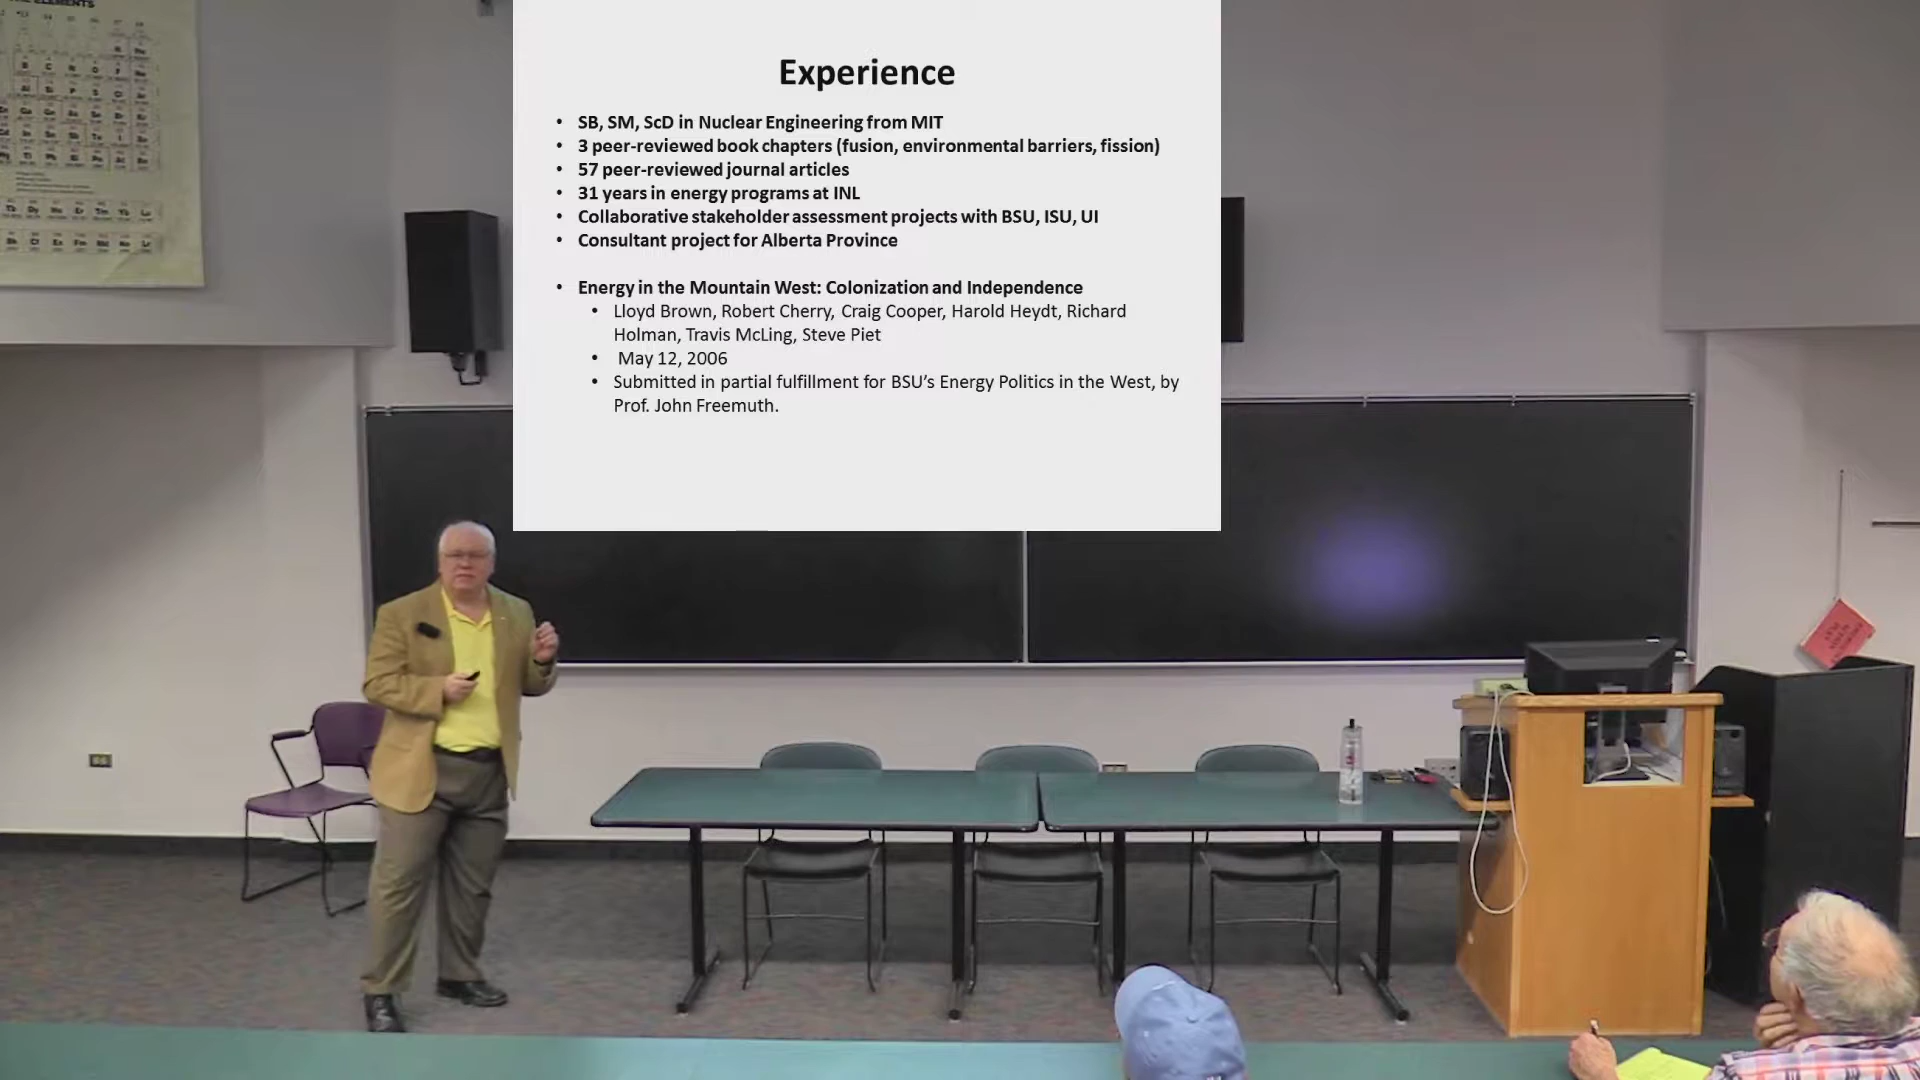 ELEMENTS
Experience
• SB, SM, ScD in Nuclear Engineering from MIT
• 3 peer-reviewed book chapters (fusion, environmental barriers, fission)
• 57 peer-reviewed journal articles
• 31 years in energy programs at INL
• Collaborative stakeholder assessment projects with BSU, ISU, UI
• Consultant project for Alberta Province
• Energy in the Mountain West: Colonization and Independence
• Lloyd Brown, Robert Cherry, Craig Cooper, Harold Heydt, Richard
Holman, Travis McLing, Steve Piet
• May 12, 2006
• Submitted in partial fulfillment for BSU’s Energy Politics in the West, by
Prof. John Freemuth.